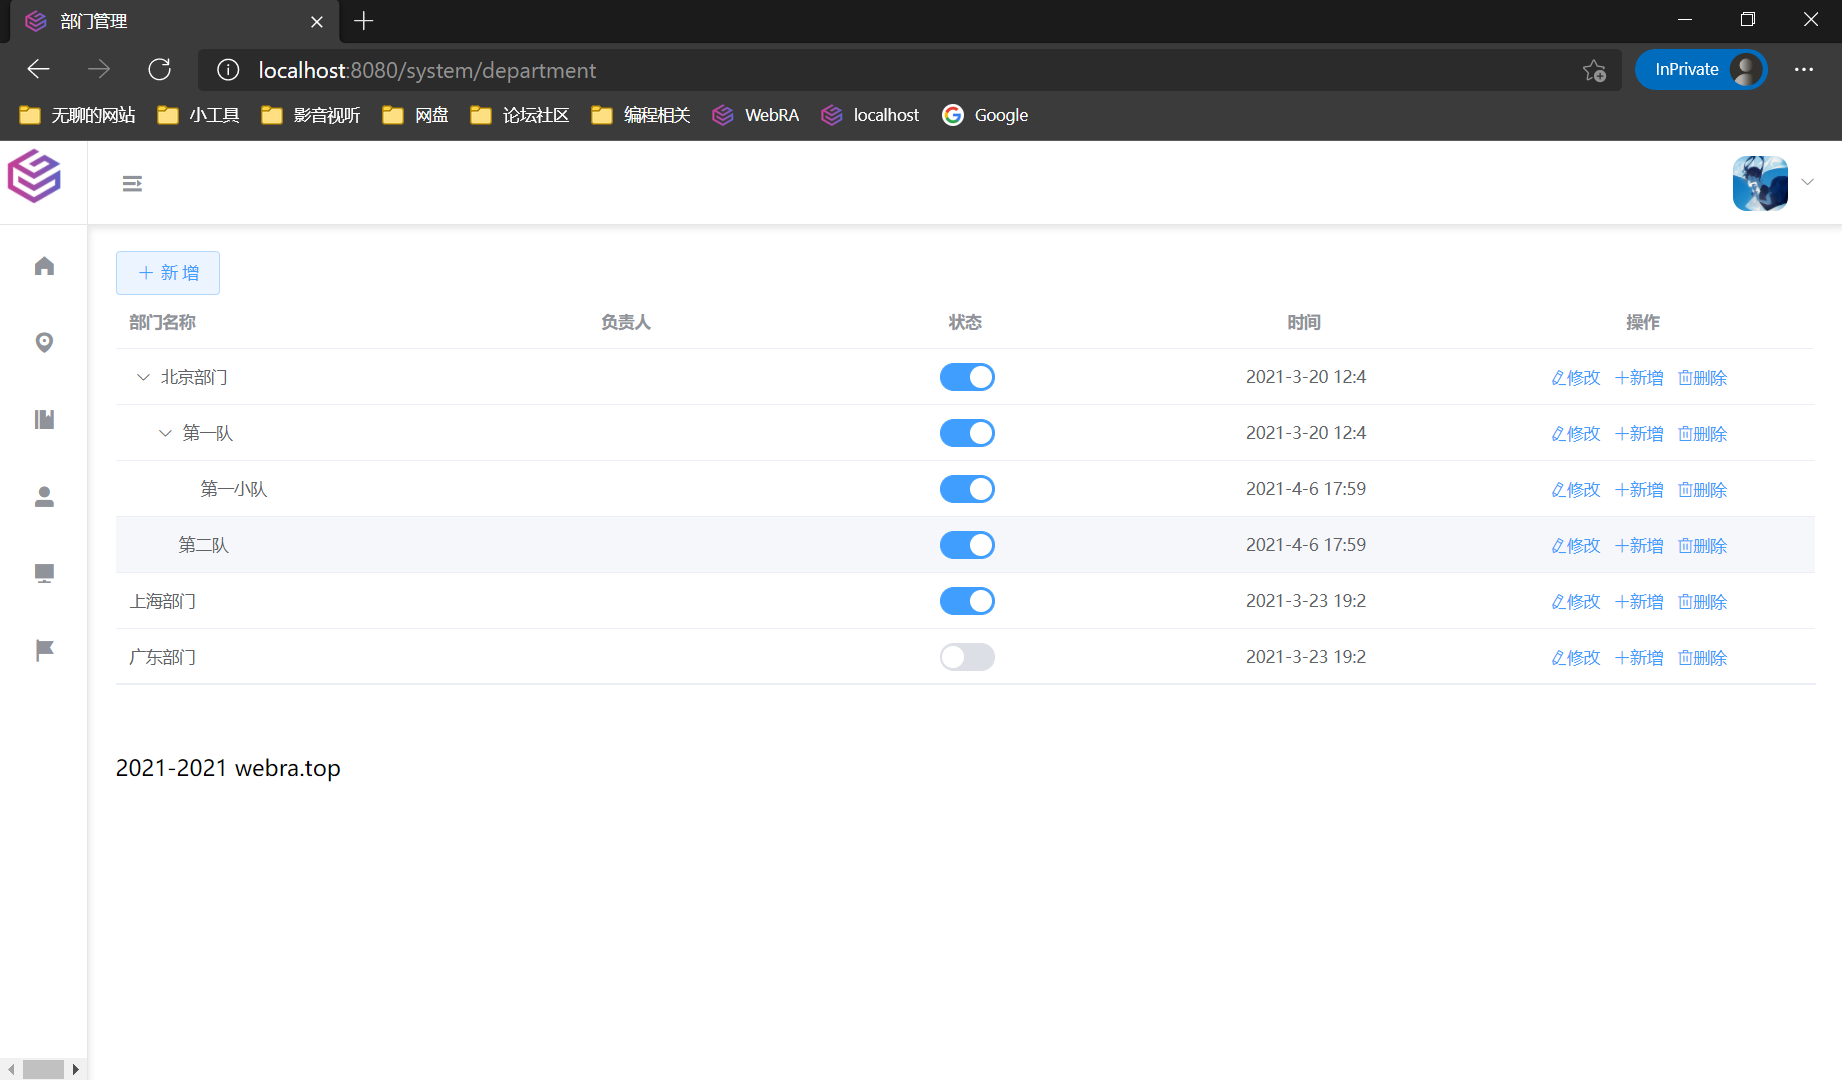 部门管理
localhost:8080/system/department
InPrivate
无聊的网站 小工具 影音视听 网盘 论坛社区 编程相关 WebRA localhost Google
新增
部门名称 负责人 状态 时间 操作
北京部门 2021-3-20 12:4 修改 新增 删除
第一队 2021-3-20 12:4 修改 新增 删除
第一小队 2021-4-6 17:59 修改 新增 删除
第二队 2021-4-6 17:59 修改 新增 删除
上海部门 2021-3-23 19:2 修改 新增 删除
广东部门 2021-3-23 19:2 修改 新增 删除
2021-2021 webra.top